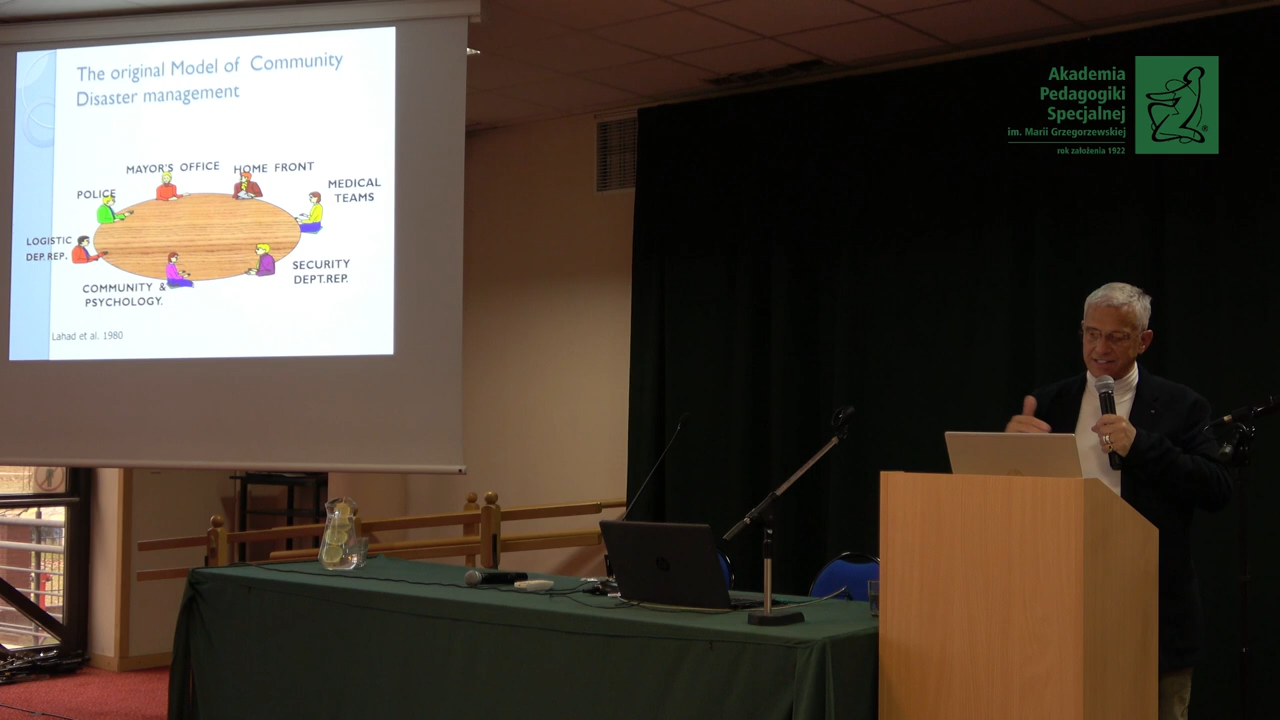 The original Model of Community
Disaster management
MAYOR'S OFFICE
HOME FRONT
POLICE
MEDICAL
TEAMS
LOGISTIC
DEP. REP.
SECURITY
DEPT.REP.
COMMUNITY &
PSYCHOLOGY.
Lahad et al. 1980
Akademia
Pedagogiki
Specjalnej
im. Marii Grzegorzewskiej
rok założenia 1922
®